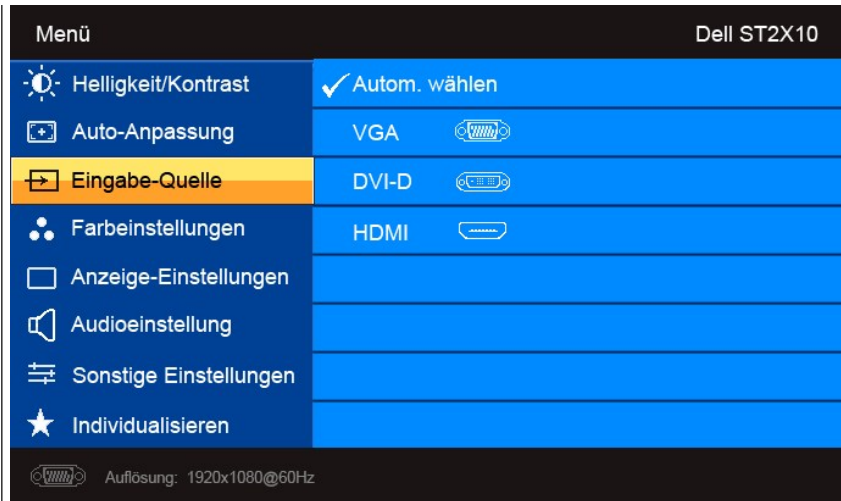 Menü Dell ST2X10
Helligkeit/Kontrast Autom. wählen
Auto-Anpassung VGA
Eingabe-Quelle DVI-D
Farbeinstellungen HDMI
Anzeige-Einstellungen
Audioeinstellung
Sonstige Einstellungen
Individualisieren
Auflösung: 1920x1080@60Hz